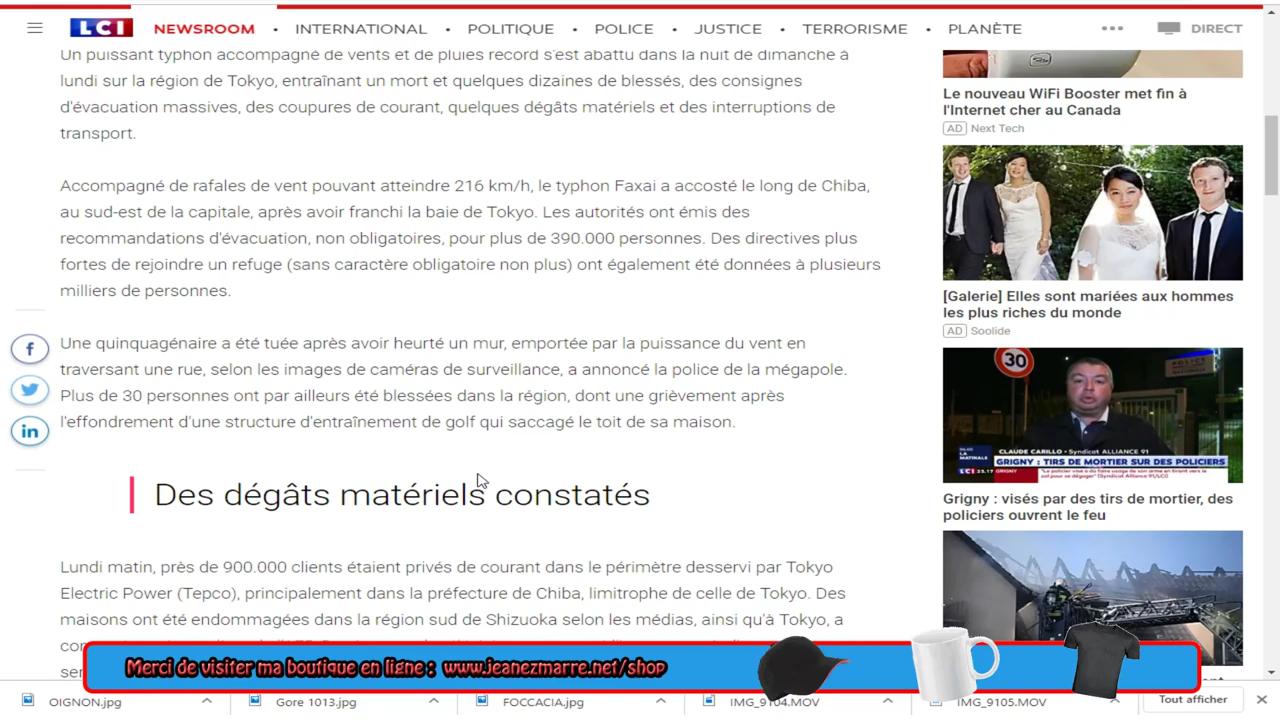 LCI NEWSROOM • INTERNATIONAL • POLITIQUE • POLICE • JUSTICE • TERRORISME • PLANÈTE ••• DIRECT
Un puissant typhon accompagné de vents et de pluies record s'est abattu dans la nuit de dimanche à
lundi sur la région de Tokyo, entraînant un mort et quelques dizaines de blessés, des consignes
d'évacuation massives, des coupures de courant, quelques dégâts matériels et des interruptions de
transport.
Accompagné de rafales de vent pouvant atteindre 216 km/h, le typhon Faxai a accosté le long de Chiba,
au sud-est de la capitale, après avoir franchi la baie de Tokyo. Les autorités ont émis des
recommandations d'évacuation, non obligatoires, pour plus de 390.000 personnes. Des directives plus
fortes de rejoindre un refuge (sans caractère obligatoire non plus) ont également été données à plusieurs
milliers de personnes.
Une quinquagénaire a été tuée après avoir heurté un mur, emportée par la puissance du vent en
traversant une rue, selon les images de caméras de surveillance, a annoncé la police de la mégapole.
Plus de 30 personnes ont par ailleurs été blessées dans la région, dont une grièvement après
l'effondrement d'une structure d'entraînement de golf qui saccagé le toit de sa maison.
Des dégâts matériels constatés
Lundi matin, près de 900.000 clients étaient privés de courant dans le périmètre desservi par Tokyo
Electric Power (Tepco), principalement dans la préfecture de Chiba, limitrophe de celle de Tokyo. Des
maisons ont été endommagées dans la région sud de Shizuoka selon les médias, ainsi qu'à Tokyo, a
Le nouveau WiFi Booster met fin à
l'Internet cher au Canada
AD Next Tech
[Galerie] Elles sont mariées aux hommes
les plus riches du monde
AD Soolide
30
POLICE
CLAUDE CARILLO • Syndicat ALLIANCE 91
GRIGNY : TIRS DE MORTIER SUR DES POLICIERS
LCI
Grigny : visés par des tirs de mortier, des
policiers ouvrent le feu
Merci de visiter ma boutique en ligne : www.jeanezmarre.net/shop
OIGNON.jpg
Gore 1013.jpg
FOCCACIA.jpg
IMG_9104.MOV
IMG_9105.MOV
Tout afficher